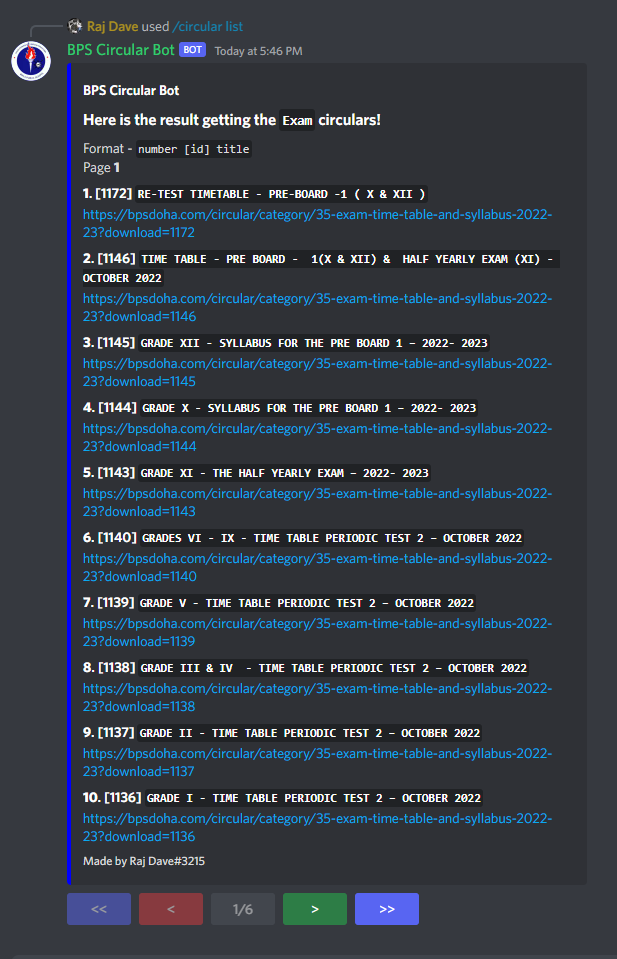 Raj Dave used /circular list
BPS Circular Bot BOT Today at 5:46 PM
BPS Circular Bot
Here is the result getting the Exam circulars!
Format - number [id] title
Page 1
1. [1172] RE-TEST TIMETABLE - PRE-BOARD -1 ( X & XII )
https://bpsdoha.com/circular/category/35-exam-time-table-and-syllabus-2022-
23?download=1172
2. [1146] TIME TABLE - PRE BOARD -  1(X & XII) &  HALF YEARLY EXAM (XI) -
OCTOBER 2022
https://bpsdoha.com/circular/category/35-exam-time-table-and-syllabus-2022-
23?download=1146
3. [1145] GRADE XII - SYLLABUS FOR THE PRE BOARD 1 – 2022- 2023
https://bpsdoha.com/circular/category/35-exam-time-table-and-syllabus-2022-
23?download=1145
4. [1144] GRADE X - SYLLABUS FOR THE PRE BOARD 1 – 2022- 2023
https://bpsdoha.com/circular/category/35-exam-time-table-and-syllabus-2022-
23?download=1144
5. [1143] GRADE XI - THE HALF YEARLY EXAM – 2022- 2023
https://bpsdoha.com/circular/category/35-exam-time-table-and-syllabus-2022-
23?download=1143
6. [1140] GRADES VI - IX - TIME TABLE PERIODIC TEST 2 – OCTOBER 2022
https://bpsdoha.com/circular/category/35-exam-time-table-and-syllabus-2022-
23?download=1140
7. [1139] GRADE V - TIME TABLE PERIODIC TEST 2 – OCTOBER 2022
https://bpsdoha.com/circular/category/35-exam-time-table-and-syllabus-2022-
23?download=1139
8. [1138] GRADE III & IV  - TIME TABLE PERIODIC TEST 2 – OCTOBER 2022
https://bpsdoha.com/circular/category/35-exam-time-table-and-syllabus-2022-
23?download=1138
9. [1137] GRADE II - TIME TABLE PERIODIC TEST 2 – OCTOBER 2022
https://bpsdoha.com/circular/category/35-exam-time-table-and-syllabus-2022-
23?download=1137
10. [1136] GRADE I - TIME TABLE PERIODIC TEST 2 – OCTOBER 2022
https://bpsdoha.com/circular/category/35-exam-time-table-and-syllabus-2022-
23?download=1136
Made by Raj Dave#3215
<< < 1/6 > >>